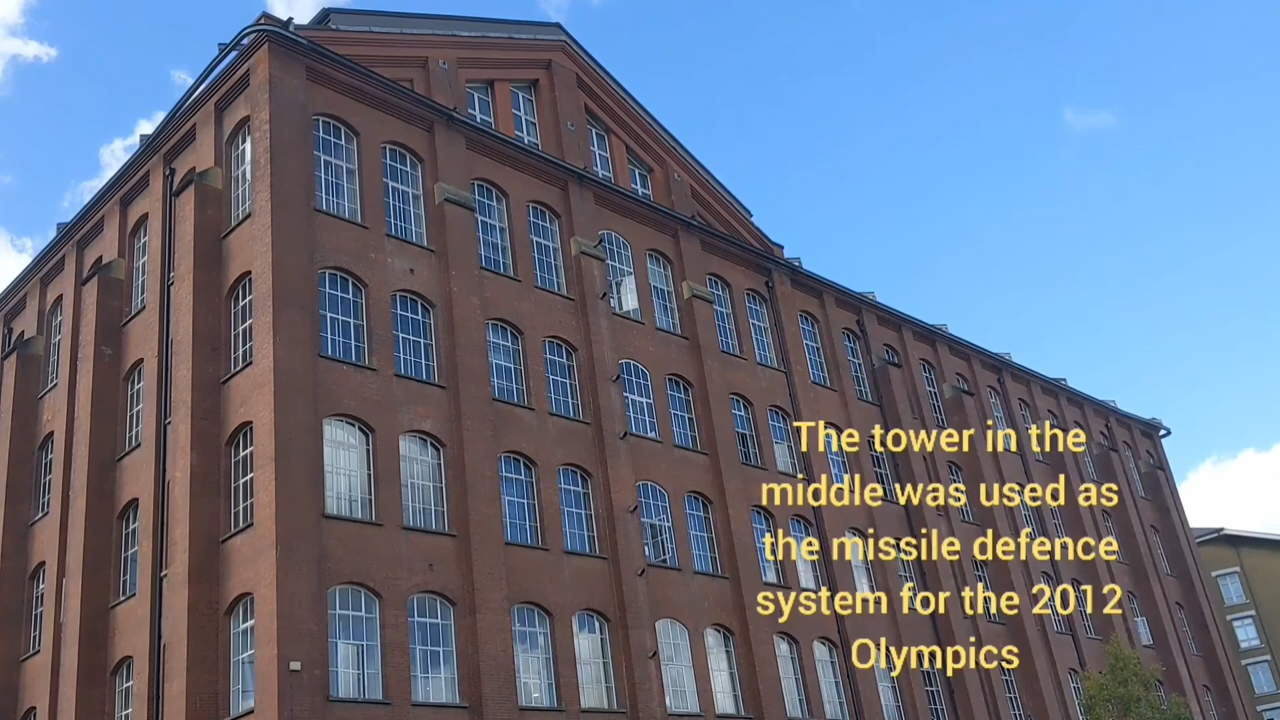 The tower in the
middle was used as
the missile defence
system for the 2012
Olympics